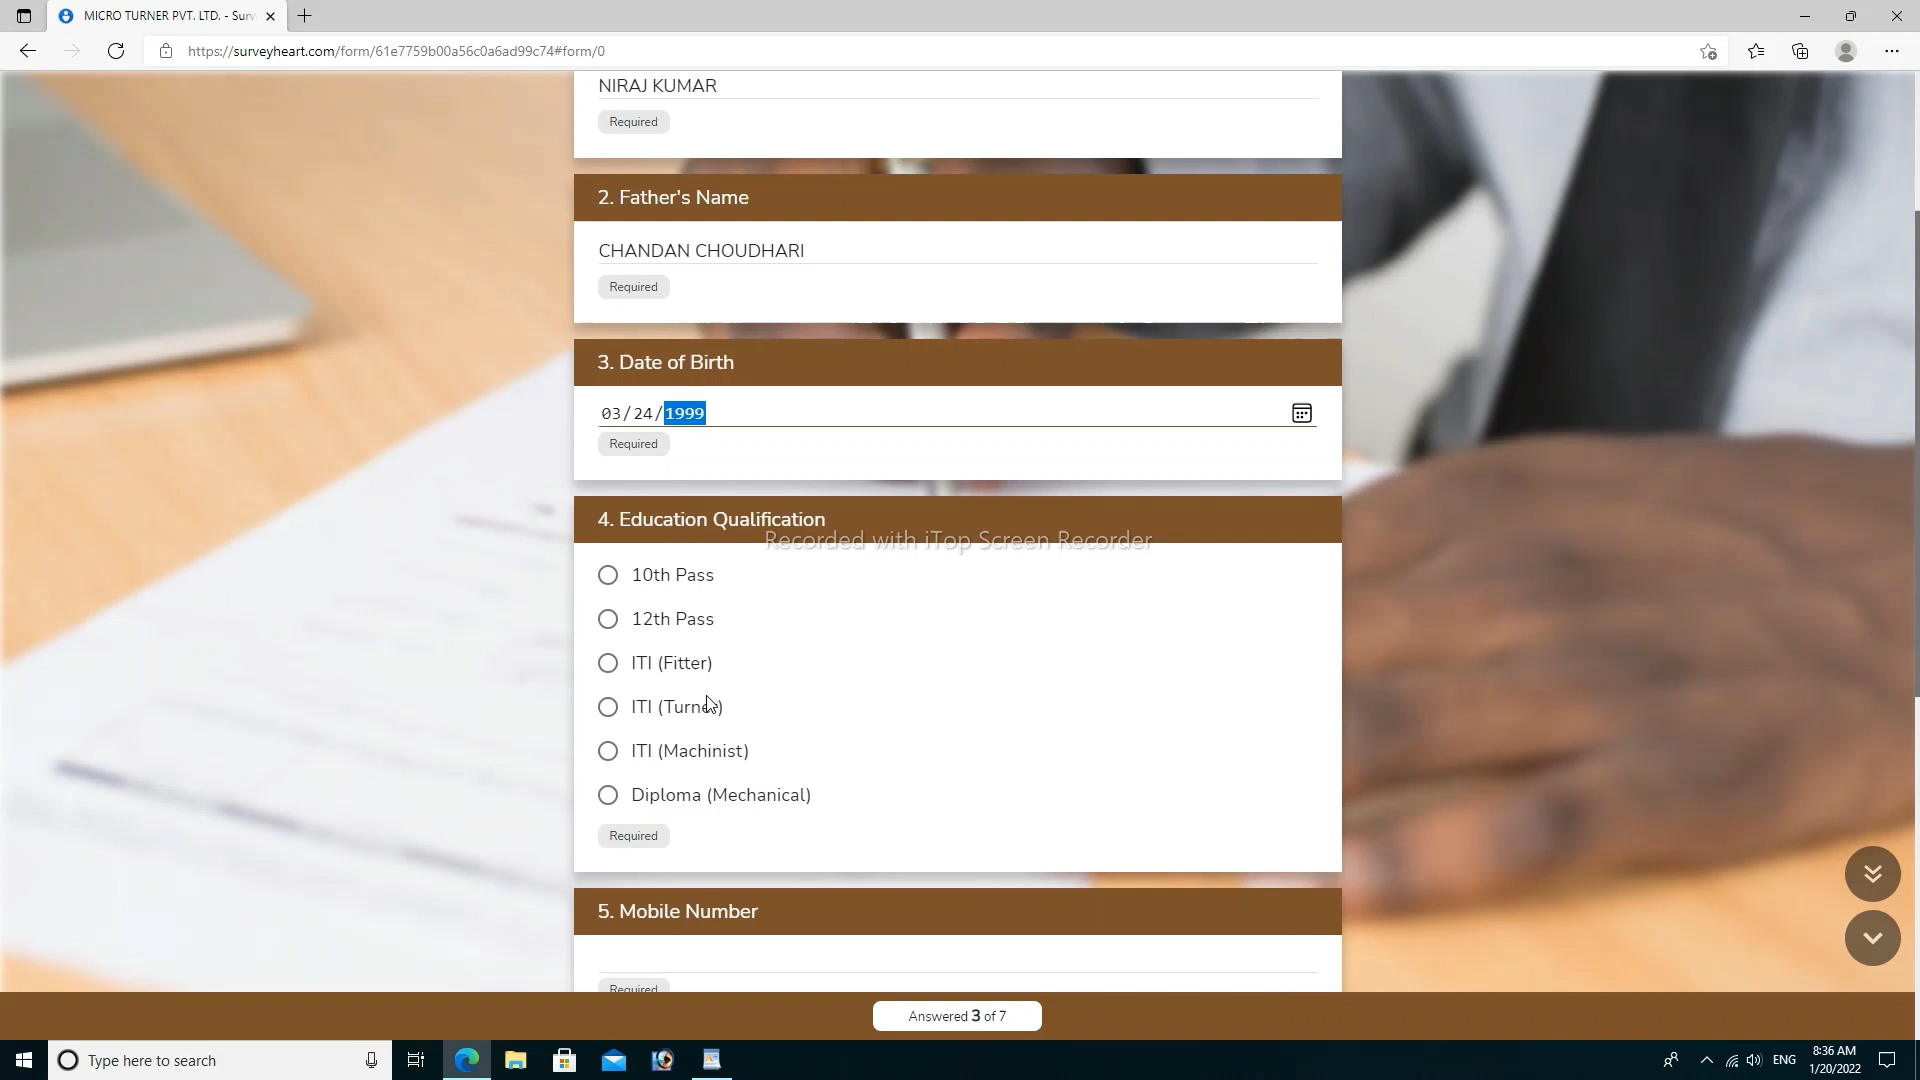 MICRO TURNER PVT. LTD. - Surv
https://surveyheart.com/form/61e7759b00a56c0a6ad99c74#form/0
NIRAJ KUMAR
Required
2. Father's Name
CHANDAN CHOUDHARI
Required
3. Date of Birth
03/24/1999
Required
4. Education Qualification
Recorded with iTop Screen Recorder
10th Pass
12th Pass
ITI (Fitter)
ITI (Turner)
ITI (Machinist)
Diploma (Mechanical)
Required
5. Mobile Number
Required
Answered 3 of 7
Type here to search
ENG
8:36 AM
1/20/2022